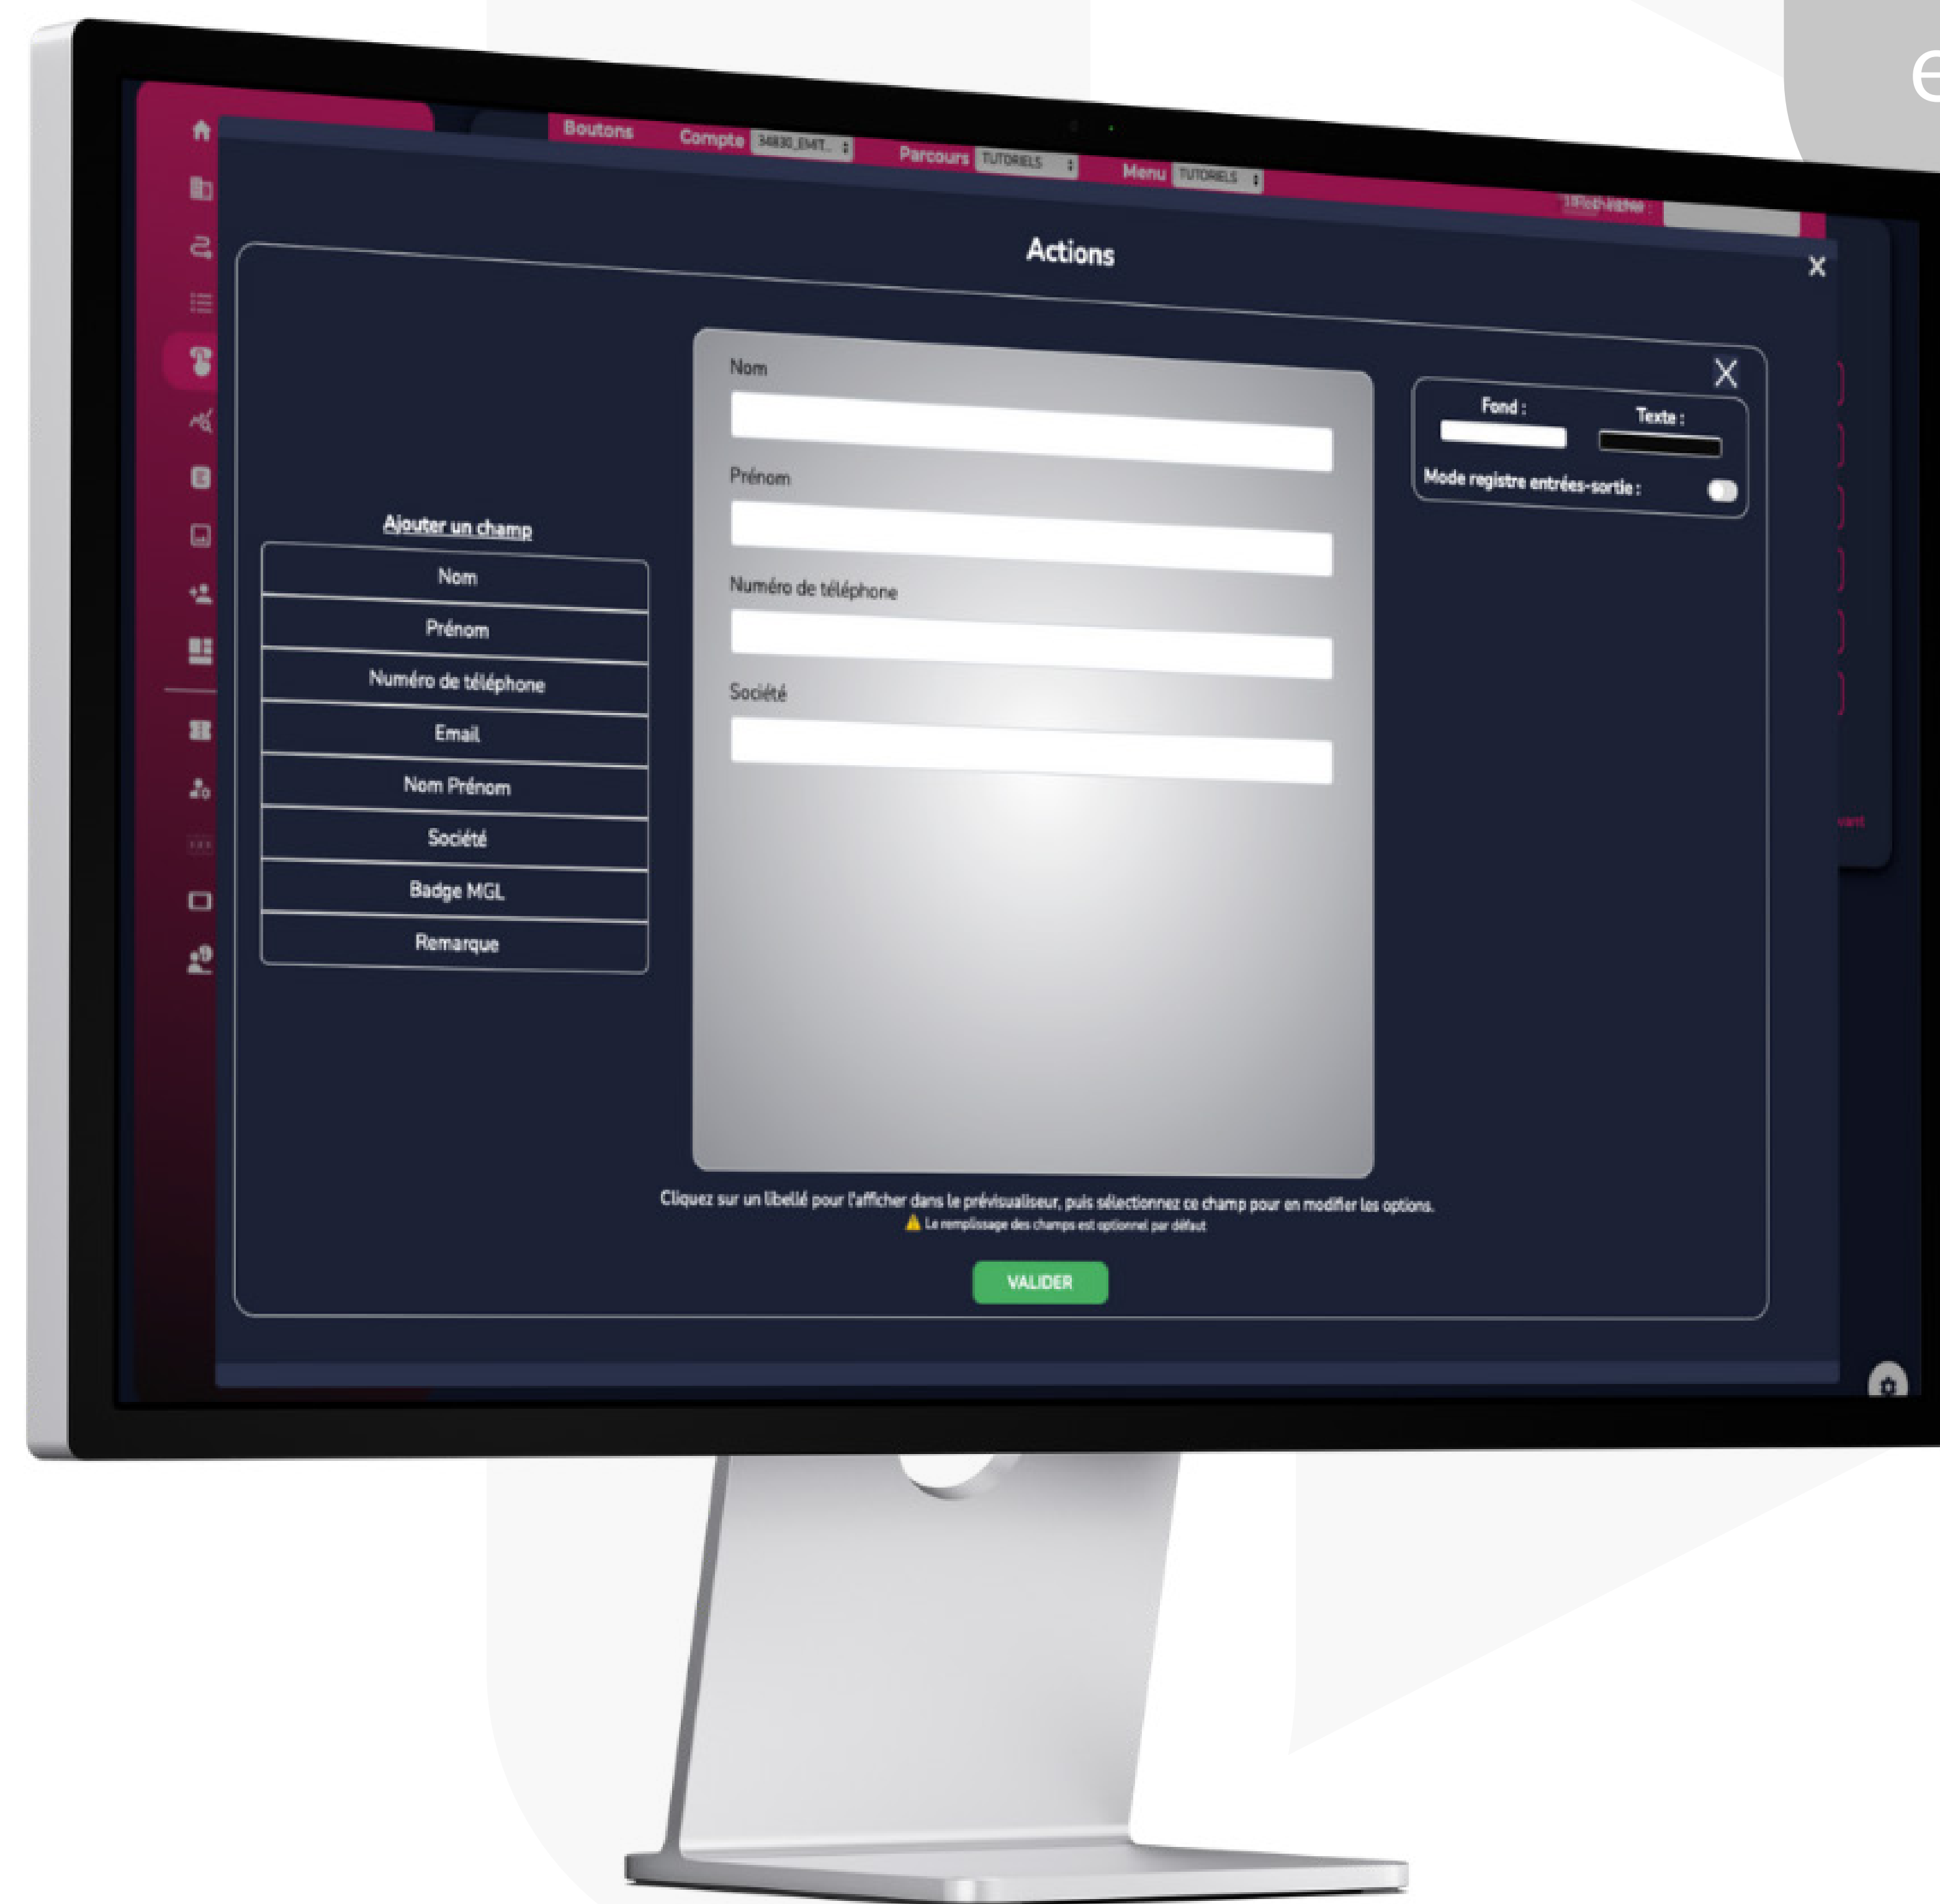 e
Boutons
Compte
34830_EMIT...
Parcours
TUTORIELS
Menu
TUTORIELS
Actions
X
Ajouter un champ
Nom
Prénom
Numéro de téléphone
Email
Nom Prénom
Société
Badge MGL
Remarque
Nom
Prénom
Numéro de téléphone
Société
X
Fond :
Texte :
Mode registre entrées-sortie :
vant
Cliquez sur un libellé pour l'afficher dans le prévisualiseur, puis sélectionnez ce champ pour en modifier les options.
⚠ Le remplissage des champs est optionnel par défaut
VALIDER